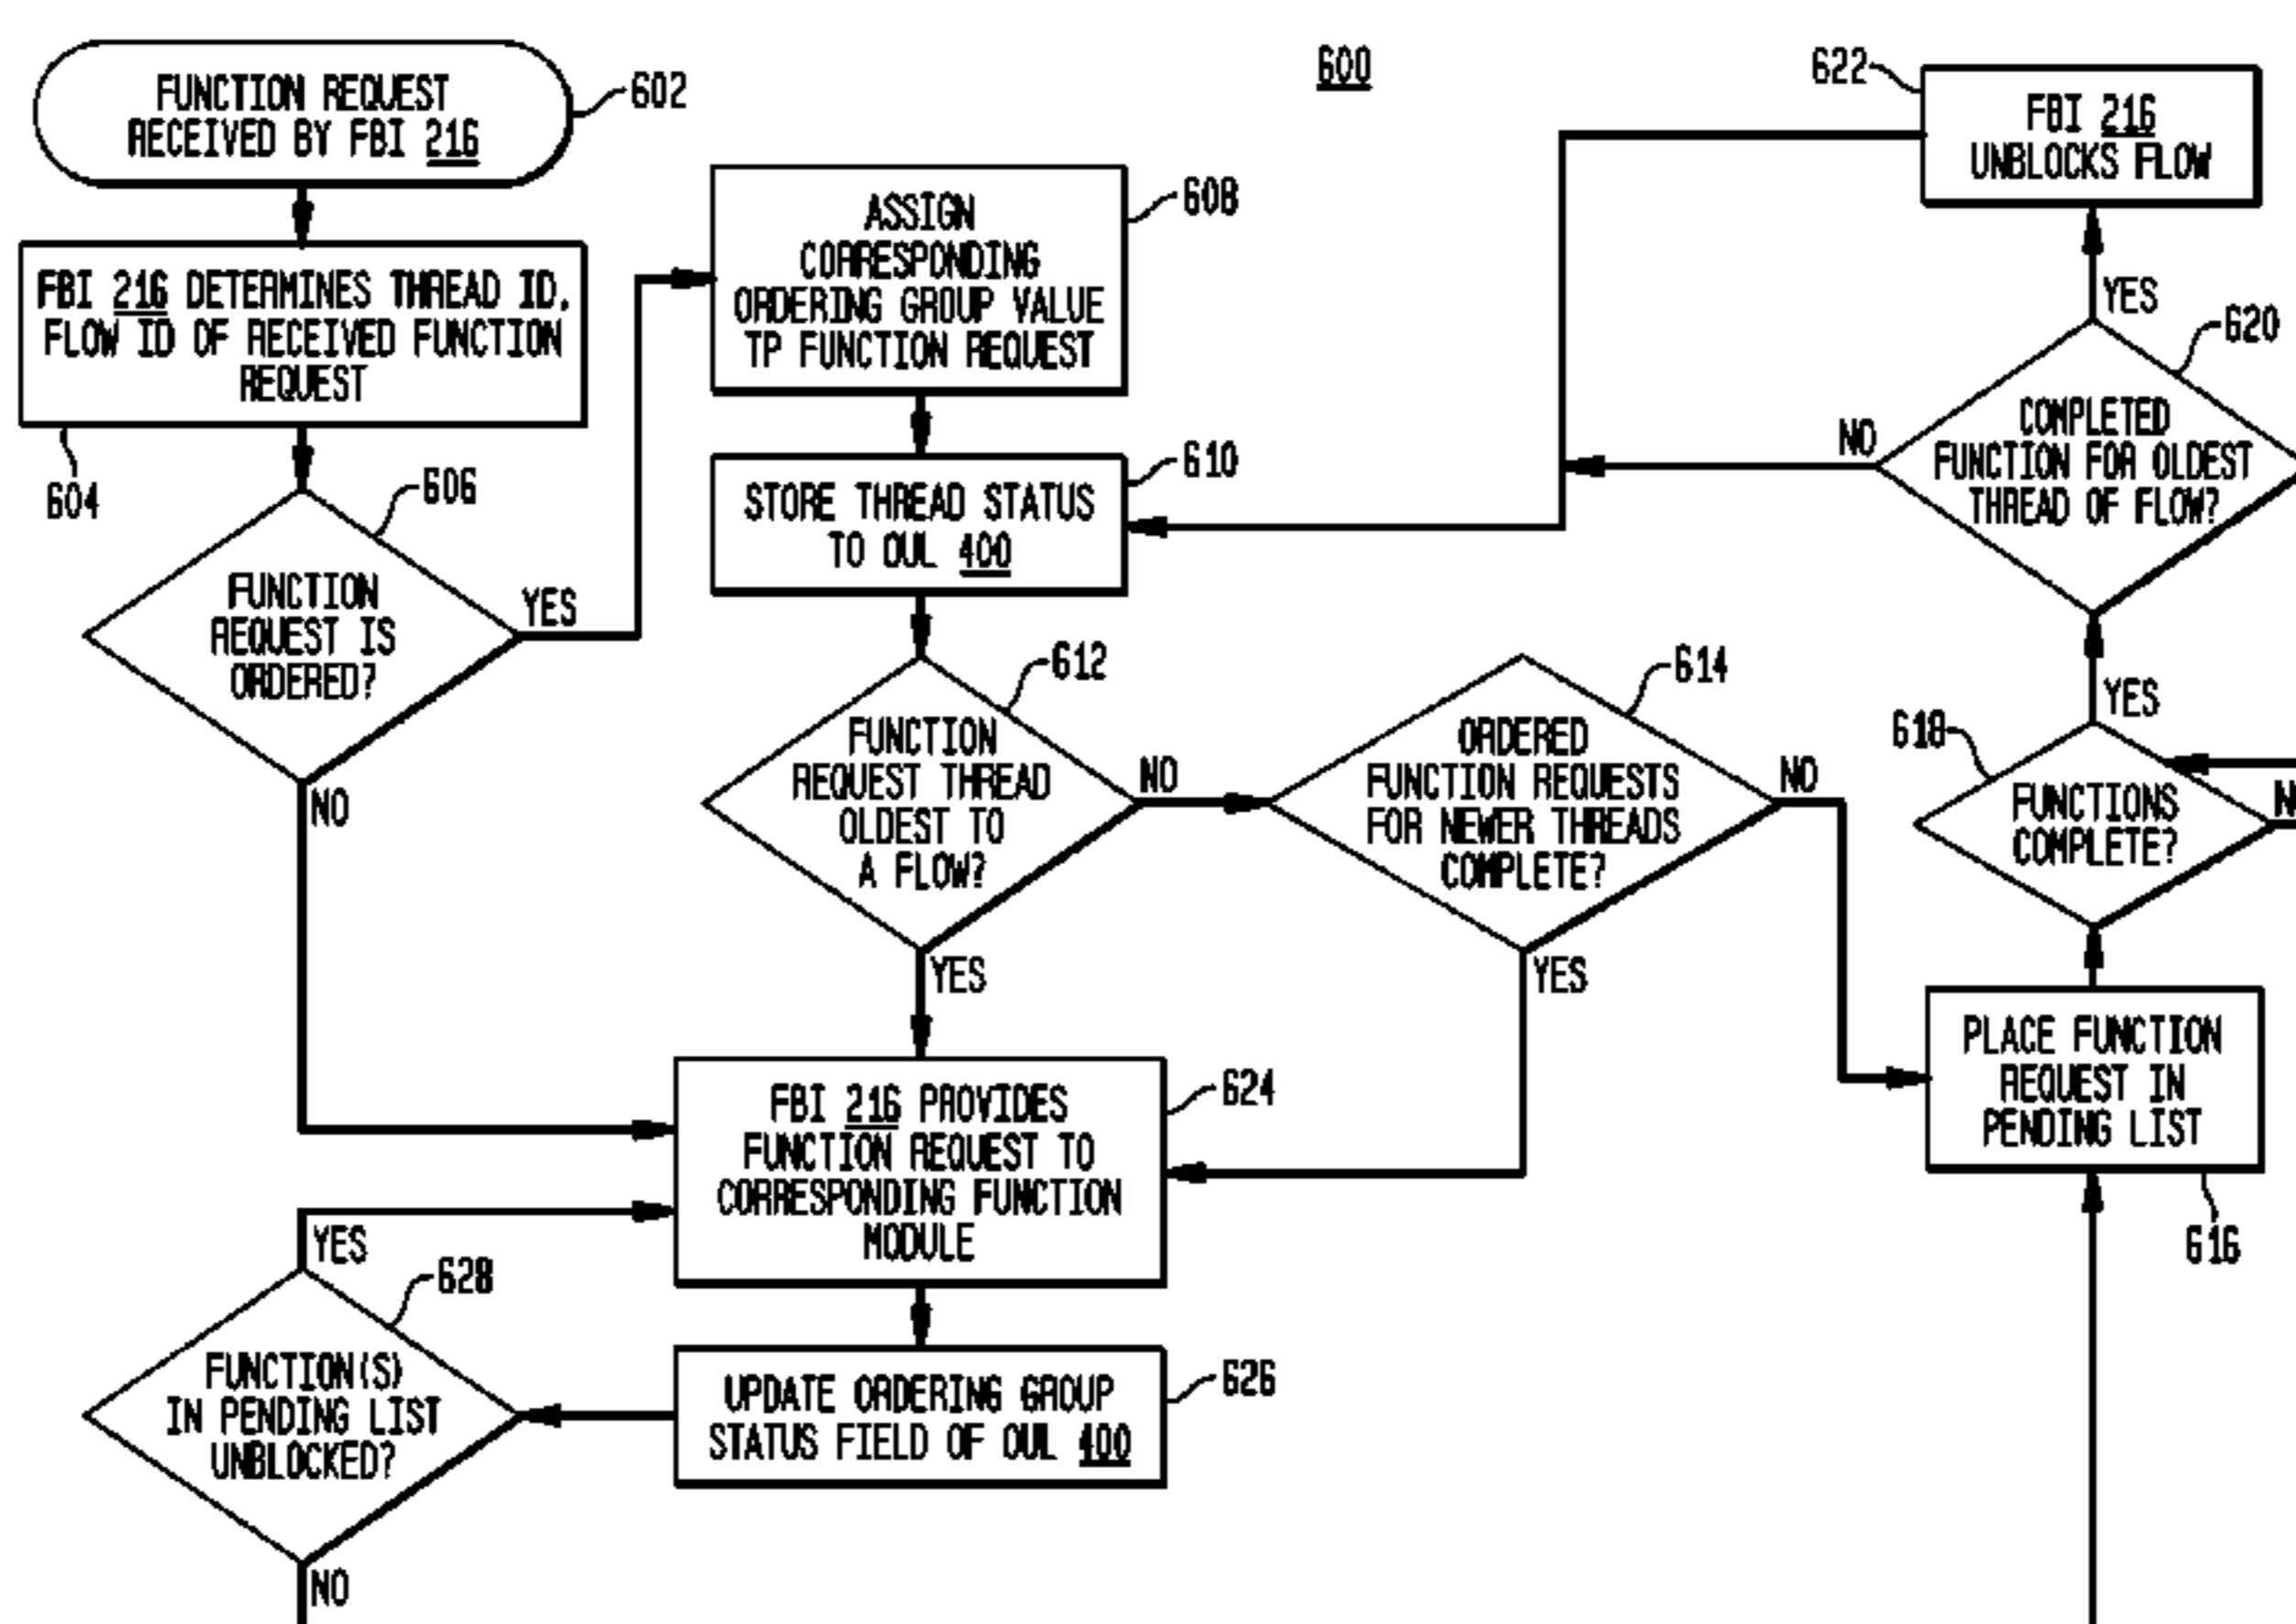 600
FUNCTION REQUEST
RECEIVED BY FBI 216
602
FBI 216 DETERMINES THREAD ID,
FLOW ID OF RECEIVED FUNCTION
REQUEST
604
FUNCTION
REQUEST IS
ORDERED?
606
YES
NO
ASSIGN
CORRESPONDING
ORDERING GROUP VALUE
TP FUNCTION REQUEST
608
STORE THREAD STATUS
TO OUL 400
610
FUNCTION
REQUEST THREAD
OLDEST TO
A FLOW?
612
NO
YES
ORDERED
FUNCTION REQUESTS
FOR NEWER THREADS
COMPLETE?
614
NO
YES
PLACE FUNCTION
REQUEST IN
PENDING LIST
616
FUNCTIONS
COMPLETE?
618
YES
COMPLETED
FUNCTION FOR OLDEST
THREAD OF FLOW?
620
NO
YES
FBI 216
UNBLOCKS FLOW
622
FBI 216 PROVIDES
FUNCTION REQUEST TO
CORRESPONDING FUNCTION
MODULE
624
UPDATE ORDERING GROUP
STATUS FIELD OF OUL 400
626
FUNCTION(S)
IN PENDING LIST
UNBLOCKED?
628
YES
NO